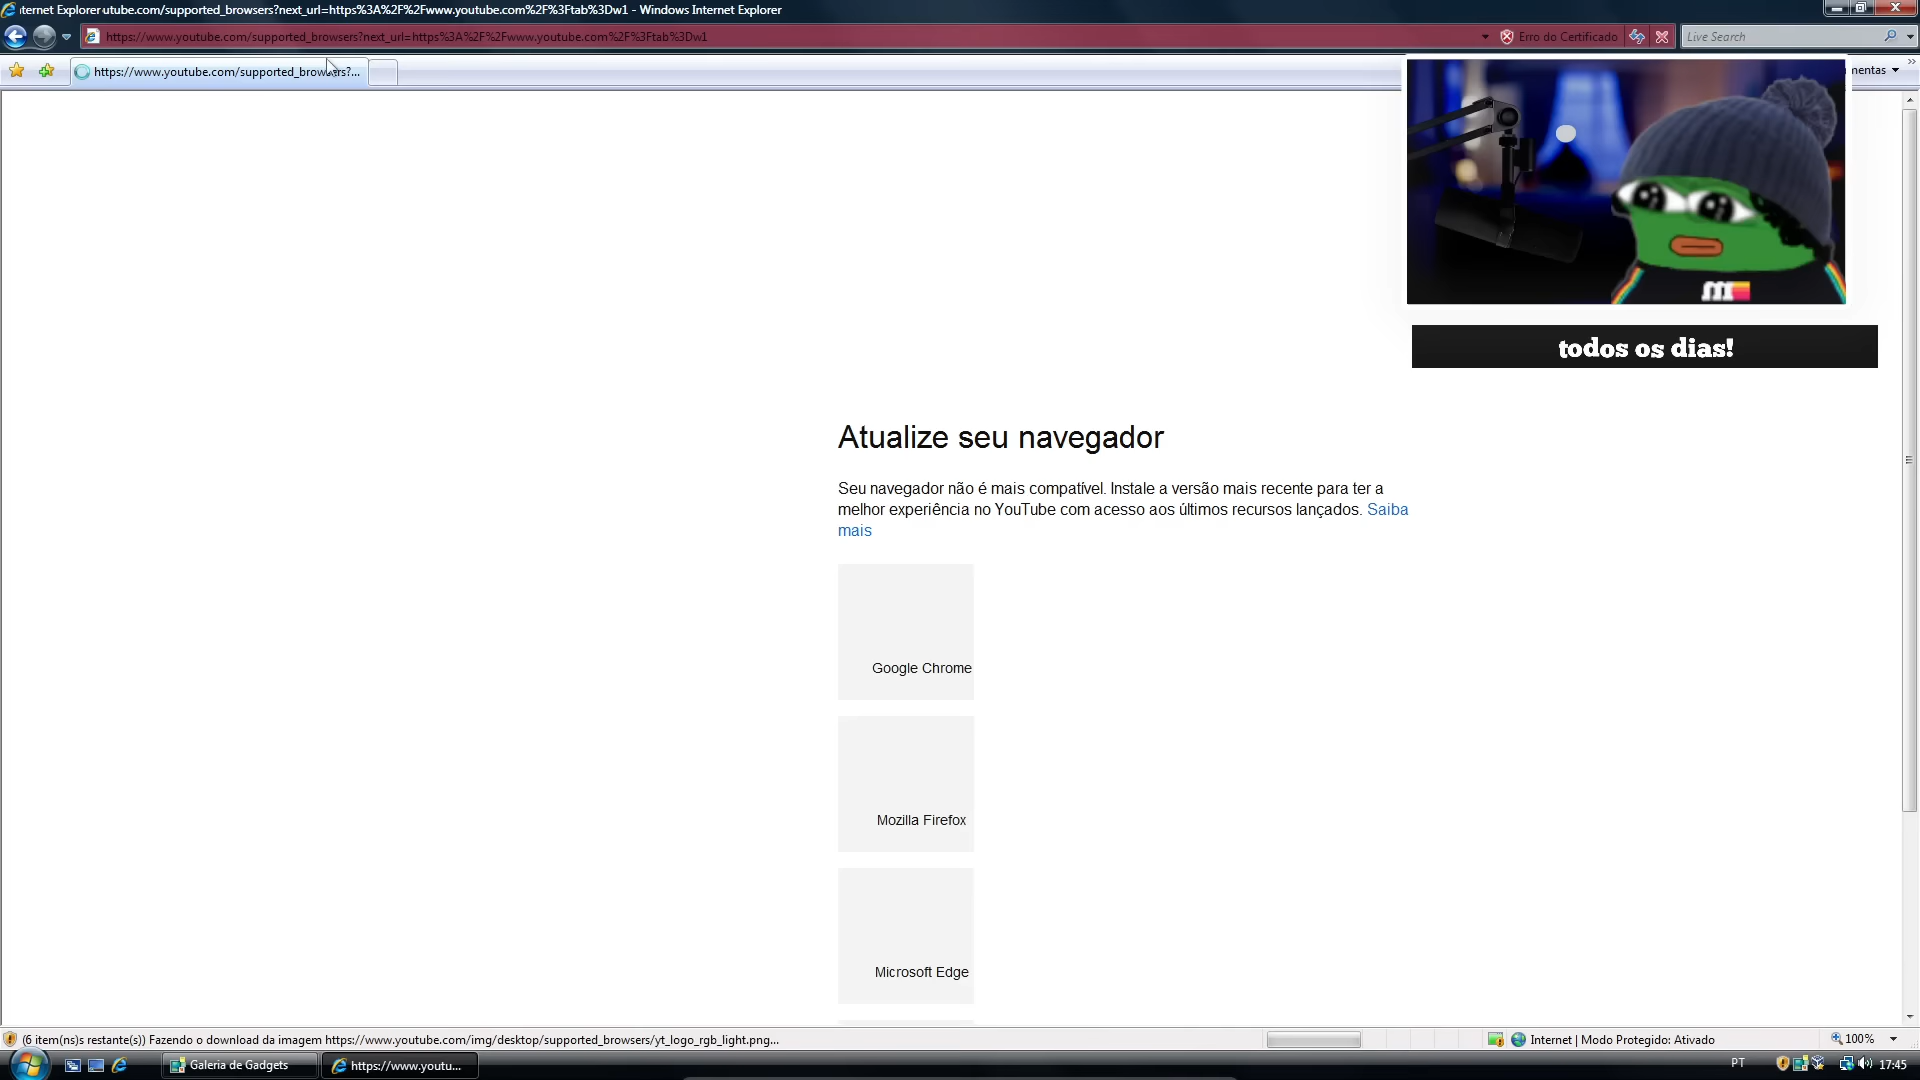 iternet Explorer utube.com/supported_browsers?next_url=https%3A%2F%2Fwww.youtube.com%2F%3Ftab%3Dw1 - Windows Internet Explorer
https://www.youtube.com/supported_browsers?next_url=https%3A%2F%2Fwww.youtube.com%2F%3Ftab%3Dw1
Erro do Certificado
Live Search
https://www.youtube.com/supported_browsers?...
mentas
todos os dias!
Atualize seu navegador
Seu navegador não é mais compatível. Instale a versão mais recente para ter a
melhor experiência no YouTube com acesso aos últimos recursos lançados. Saiba
mais
Google Chrome
Mozilla Firefox
Microsoft Edge
(6 item(ns)s restante(s)) Fazendo o download da imagem https://www.youtube.com/img/desktop/supported_browsers/yt_logo_rgb_light.png...
Internet | Modo Protegido: Ativado
100%
Galeria de Gadgets
https://www.youtu...
PT
17:45